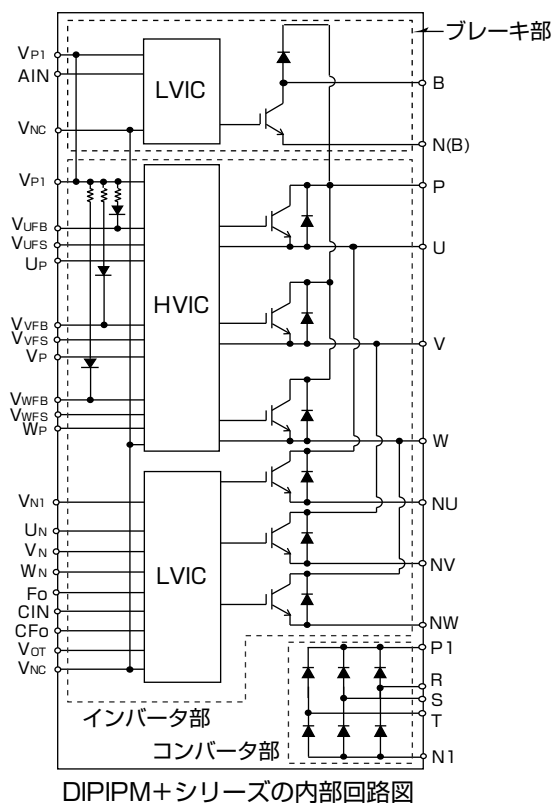 ブレーキ部
VP1
AIN
VNC
LVIC
B
N(B)
VP1
VUFB
VUFS
UP
VVFB
VVFS
VP
VWFB
VWFS
WP
HVIC
P
U
V
W
VN1
UN
VN
WN
Fo
CIN
CFo
VOT
VNC
LVIC
NU
NV
NW
P1
R
S
T
N1
インバータ部
コンバータ部
DIPIPM+シリーズの内部回路図